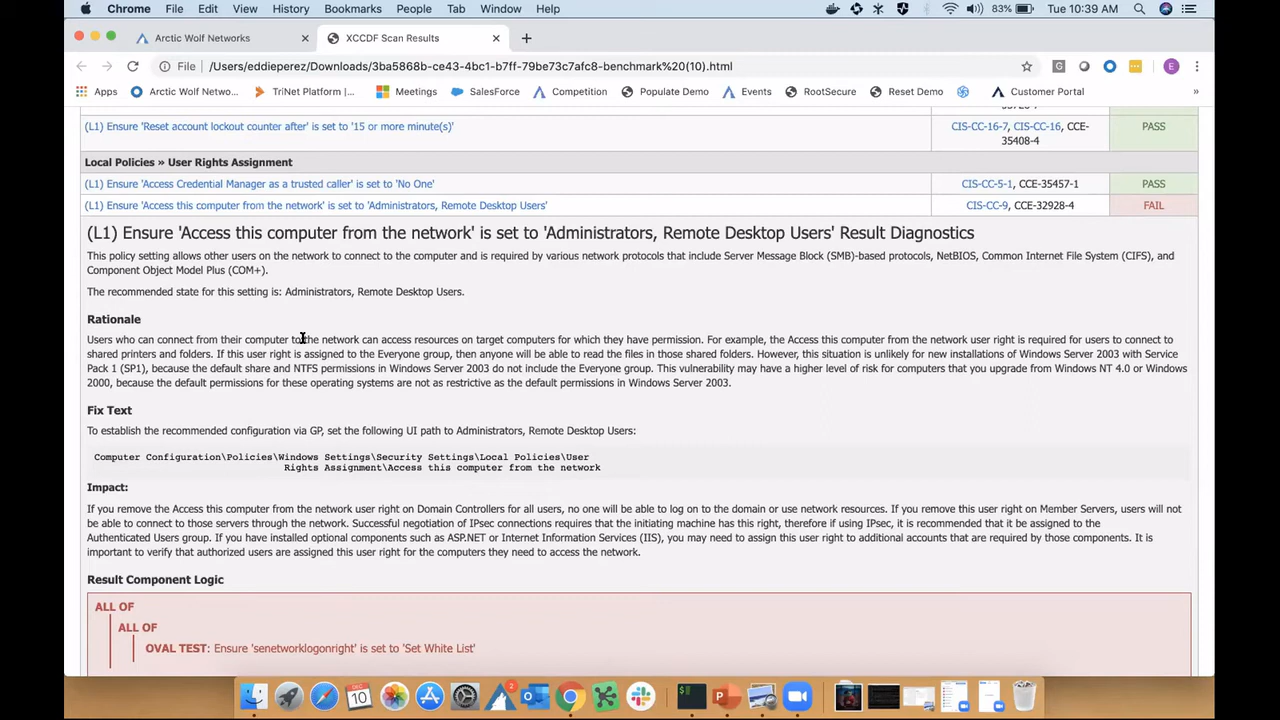 Chrome File Edit View History Bookmarks People Tab Window Help 83% Tue 10:39 AM
Arctic Wolf Networks XCCDF Scan Results
File /Users/eddieperez/Downloads/3ba5868b-ce43-4bc1-b7ff-79be73c7afc8-benchmark%20(10).html E
Apps Arctic Wolf Netwo... TriNet Platform |... Meetings SalesForce Competition Populate Demo Events RootSecure Reset Demo Customer Portal »
(L1) Ensure 'Reset account lockout counter after' is set to '15 or more minute(s)' CIS-CC-16-7, CIS-CC-16, CCE- PASS
35408-4
Local Policies » User Rights Assignment
(L1) Ensure 'Access Credential Manager as a trusted caller' is set to 'No One' CIS-CC-5-1, CCE-35457-1 PASS
(L1) Ensure 'Access this computer from the network' is set to 'Administrators, Remote Desktop Users' CIS-CC-9, CCE-32928-4 FAIL
(L1) Ensure 'Access this computer from the network' is set to 'Administrators, Remote Desktop Users' Result Diagnostics
This policy setting allows other users on the network to connect to the computer and is required by various network protocols that include Server Message Block (SMB)-based protocols, NetBIOS, Common Internet File System (CIFS), and
Component Object Model Plus (COM+).
The recommended state for this setting is: Administrators, Remote Desktop Users.
Rationale
Users who can connect from their computer to the network can access resources on target computers for which they have permission. For example, the Access this computer from the network user right is required for users to connect to
shared printers and folders. If this user right is assigned to the Everyone group, then anyone will be able to read the files in those shared folders. However, this situation is unlikely for new installations of Windows Server 2003 with Service
Pack 1 (SP1), because the default share and NTFS permissions in Windows Server 2003 do not include the Everyone group. This vulnerability may have a higher level of risk for computers that you upgrade from Windows NT 4.0 or Windows
2000, because the default permissions for these operating systems are not as restrictive as the default permissions in Windows Server 2003.
Fix Text
To establish the recommended configuration via GP, set the following UI path to Administrators, Remote Desktop Users:
Computer Configuration\Policies\Windows Settings\Security Settings\Local Policies\User
Rights Assignment\Access this computer from the network
Impact:
If you remove the Access this computer from the network user right on Domain Controllers for all users, no one will be able to log on to the domain or use network resources. If you remove this user right on Member Servers, users will not
be able to connect to those servers through the network. Successful negotiation of IPsec connections requires that the initiating machine has this right, therefore if using IPsec, it is recommended that it be assigned to the
Authenticated Users group. If you have installed optional components such as ASP.NET or Internet Information Services (IIS), you may need to assign this user right to additional accounts that are required by those components. It is
important to verify that authorized users are assigned this user right for the computers they need to access the network.
Result Component Logic
ALL OF
ALL OF
OVAL TEST: Ensure 'senetworklogonright' is set to 'Set White List'
DEC
10
2